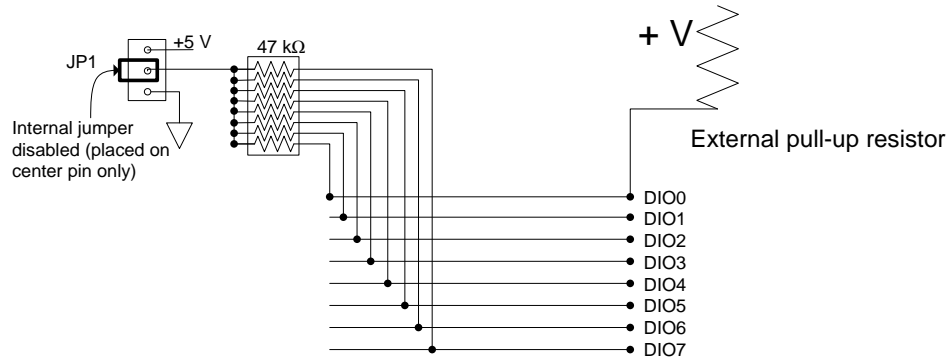 +5 V
47 kΩ
+ V
JP1
Internal jumper
disabled (placed on
center pin only)
External pull-up resistor
DIO0
DIO1
DIO2
DIO3
DIO4
DIO5
DIO6
DIO7